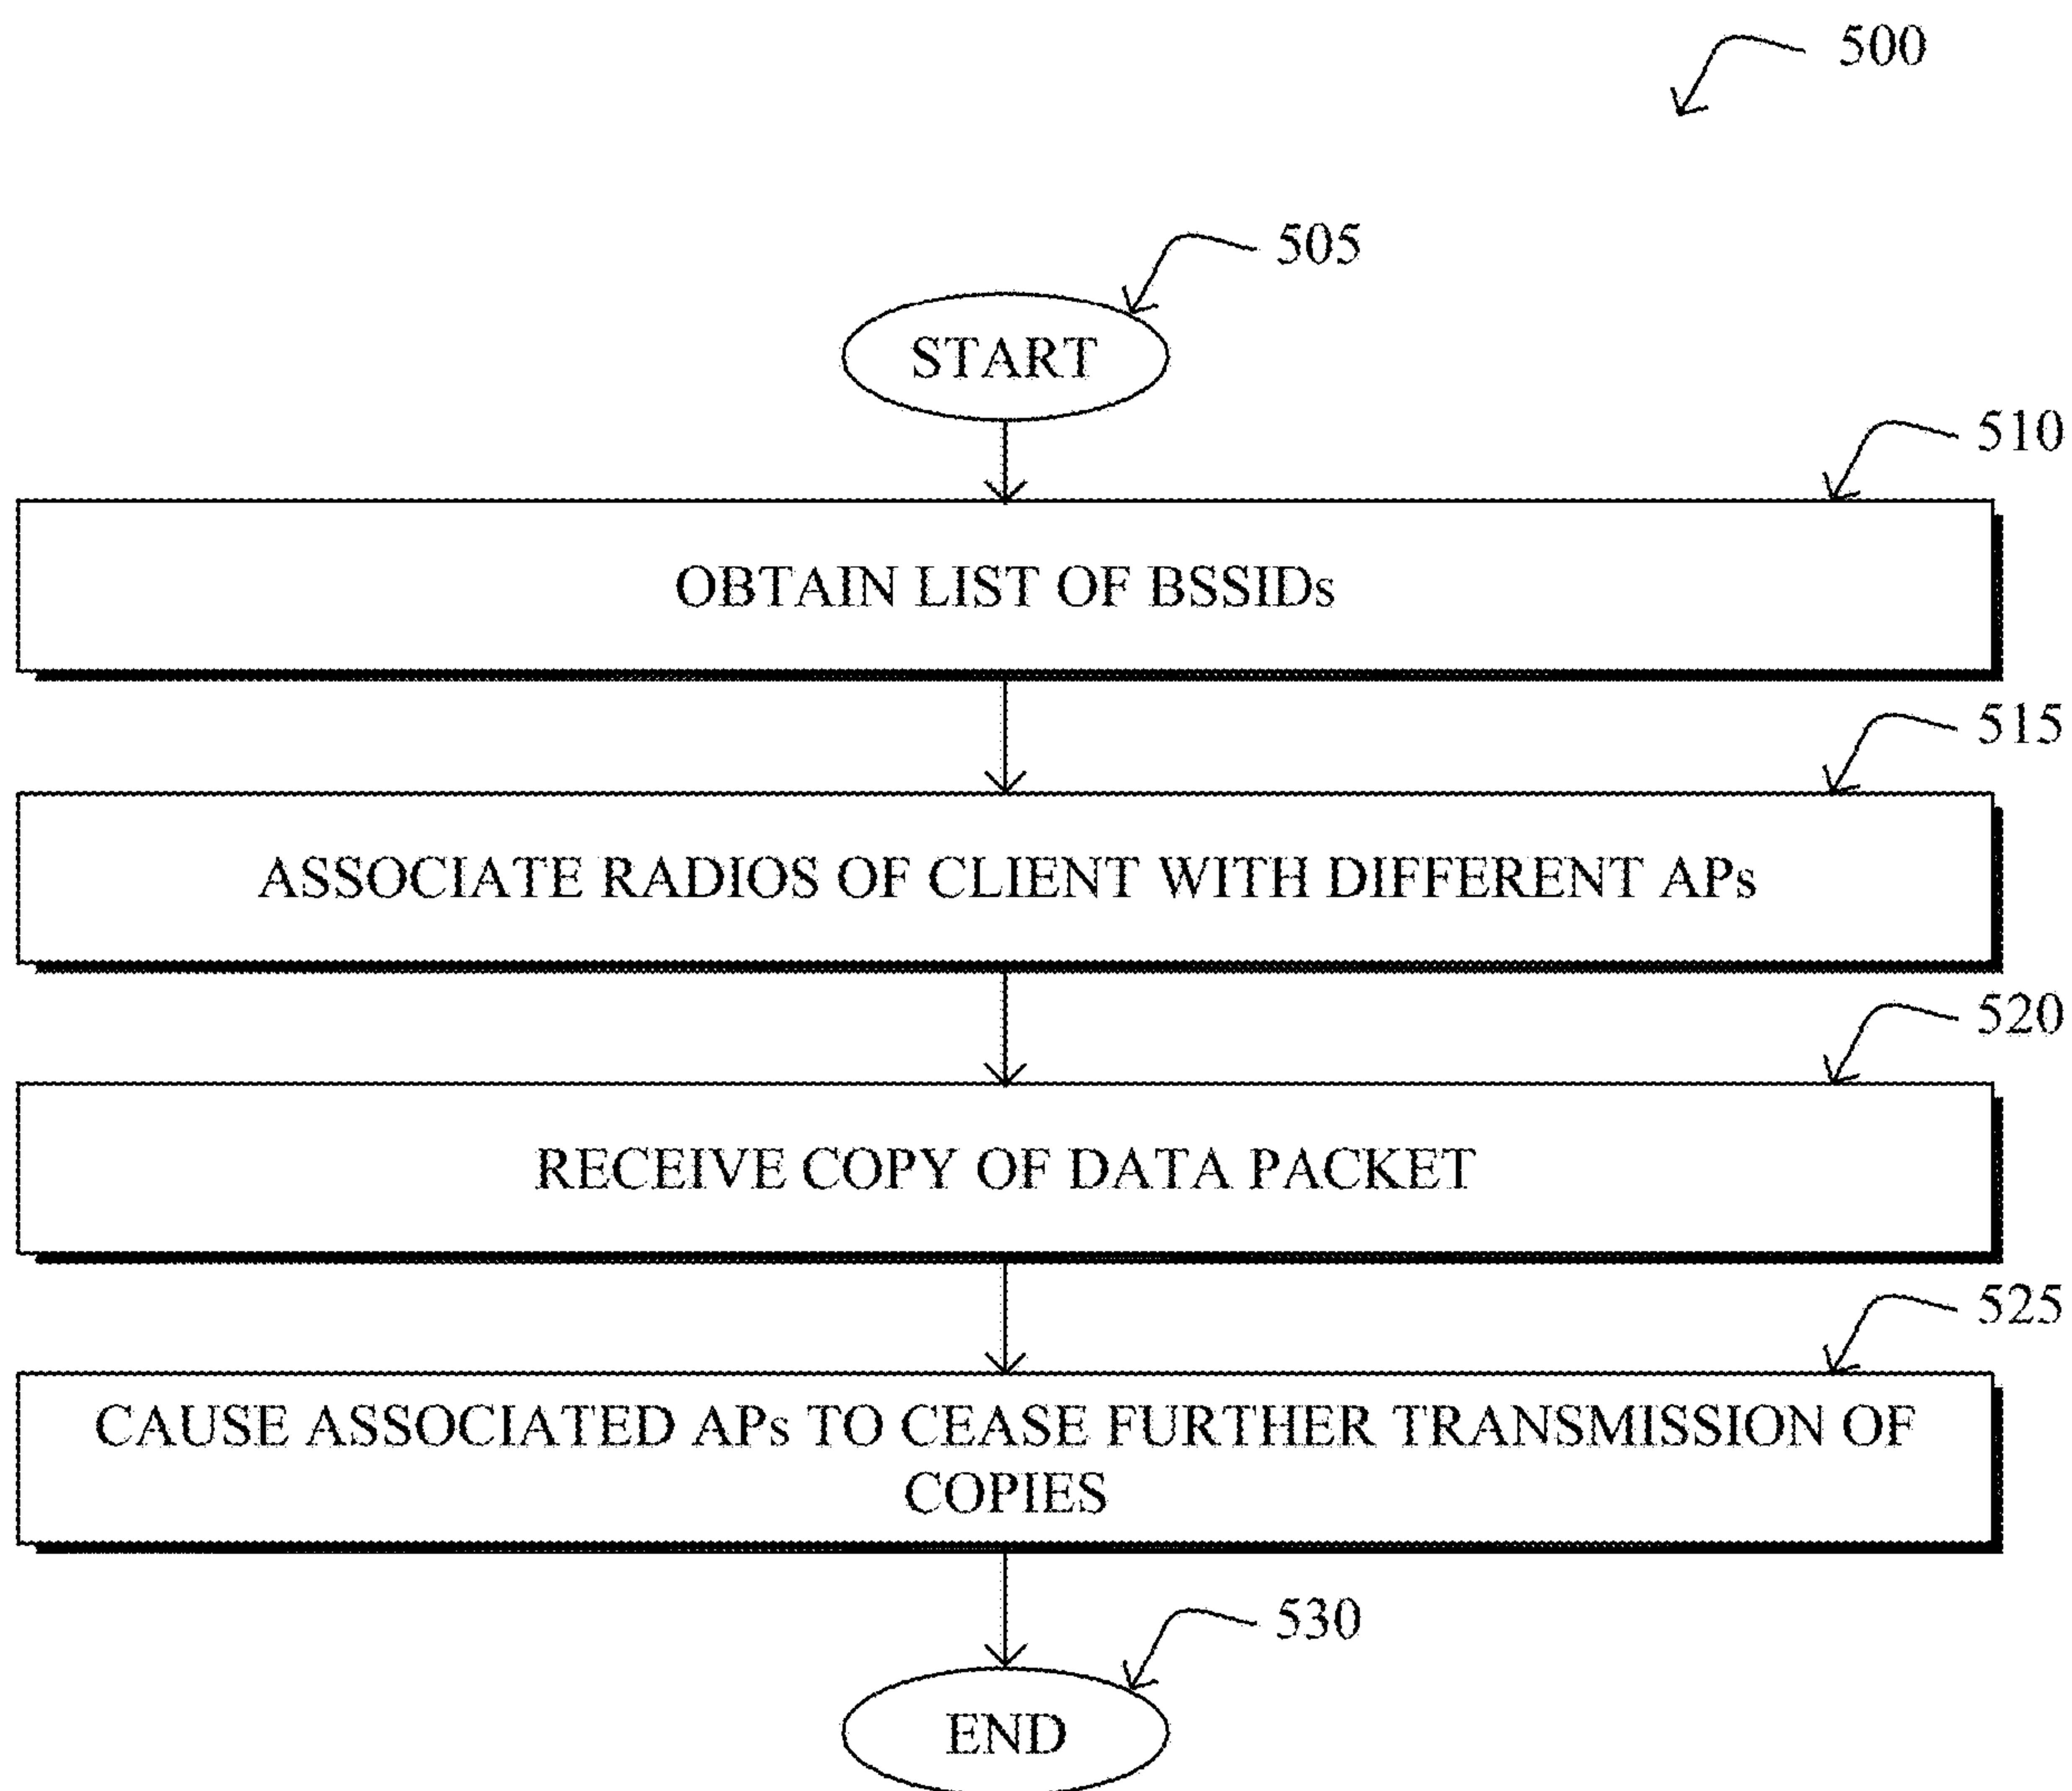 500
505
START
510
OBTAIN LIST OF BSSIDs
515
ASSOCIATE RADIOS OF CLIENT WITH DIFFERENT APs
520
RECEIVE COPY OF DATA PACKET
525
CAUSE ASSOCIATED APs TO CEASE FURTHER TRANSMISSION OF
COPIES
530
END